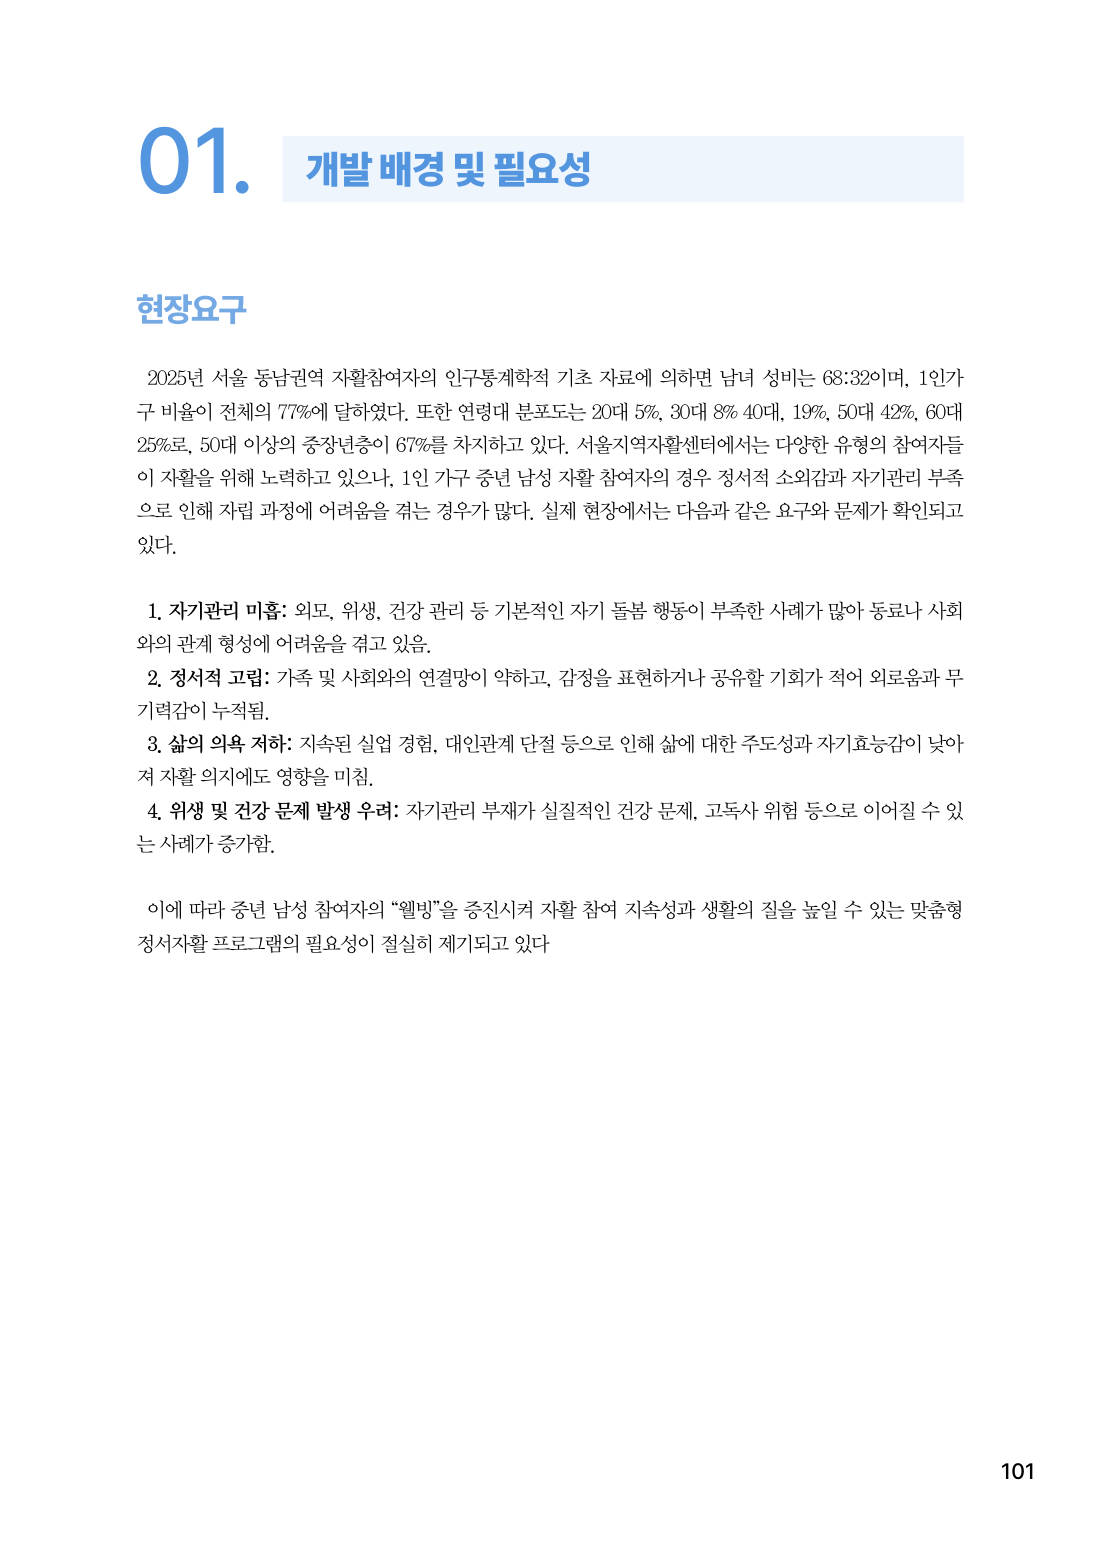 01. 개발 배경 및 필요성
현장요구
2025년 서울 동남권역 자활참여자의 인구통계학적 기초 자료에 의하면 남녀 성비는 68:32이며, 1인가
구 비율이 전체의 77%에 달하였다. 또한 연령대 분포도는 20대 5%, 30대 8% 40대, 19%, 50대 42%, 60대
25%로, 50대 이상의 중장년층이 67%를 차지하고 있다. 서울지역자활센터에서는 다양한 유형의 참여자들
이 자활을 위해 노력하고 있으나, 1인 가구 중년 남성 자활 참여자의 경우 정서적 소외감과 자기관리 부족
으로 인해 자립 과정에 어려움을 겪는 경우가 많다. 실제 현장에서는 다음과 같은 요구와 문제가 확인되고
있다.
1. 자기관리 미흡: 외모, 위생, 건강 관리 등 기본적인 자기 돌봄 행동이 부족한 사례가 많아 동료나 사회
와의 관계 형성에 어려움을 겪고 있음.
2. 정서적 고립: 가족 및 사회와의 연결망이 약하고, 감정을 표현하거나 공유할 기회가 적어 외로움과 무
기력감이 누적됨.
3. 삶의 의욕 저하: 지속된 실업 경험, 대인관계 단절 등으로 인해 삶에 대한 주도성과 자기효능감이 낮아
져 자활 의지에도 영향을 미침.
4. 위생 및 건강 문제 발생 우려: 자기관리 부재가 실질적인 건강 문제, 고독사 위험 등으로 이어질 수 있
는 사례가 증가함.
이에 따라 중년 남성 참여자의 “웰빙”을 증진시켜 자활 참여 지속성과 생활의 질을 높일 수 있는 맞춤형
정서자활 프로그램의 필요성이 절실히 제기되고 있다
101